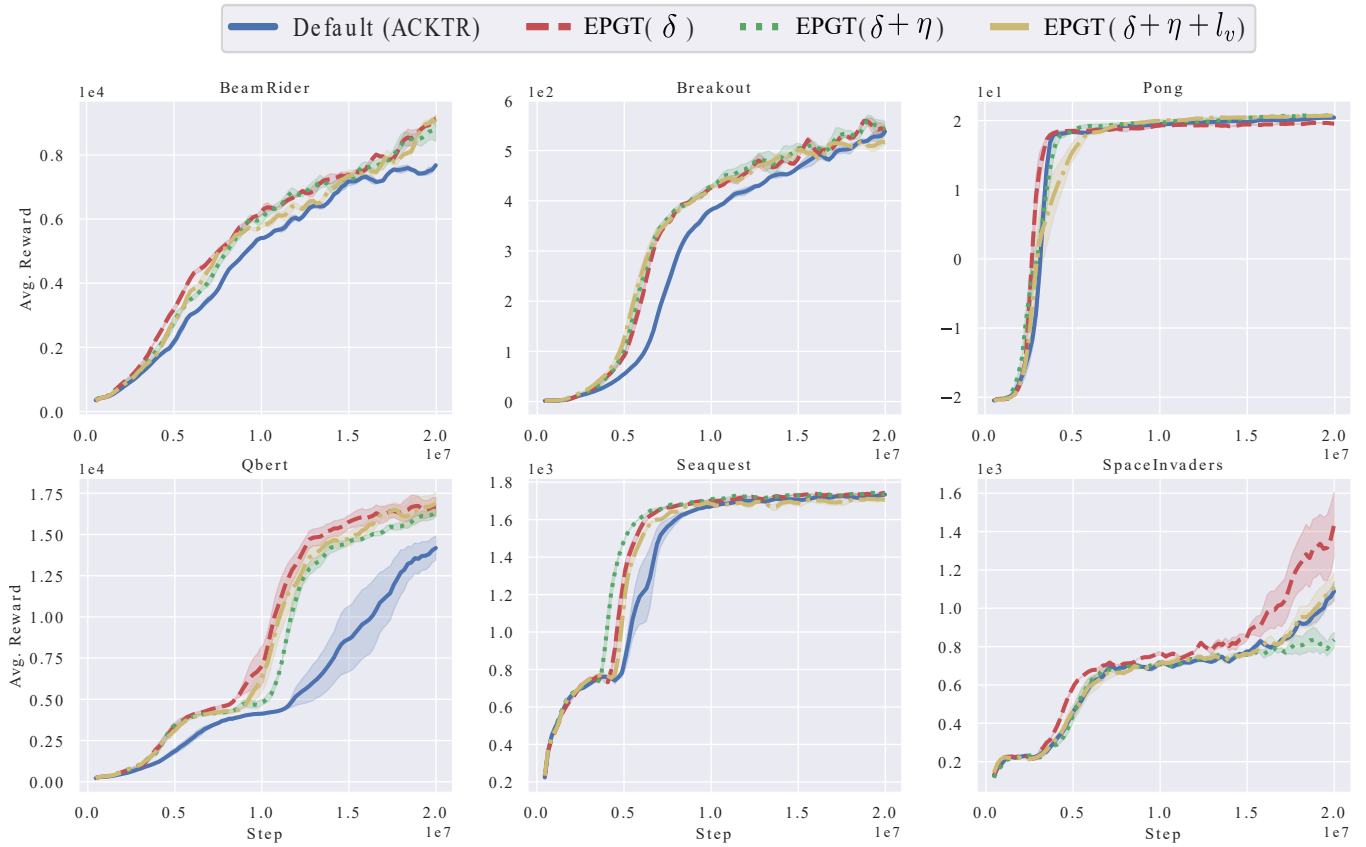 Default (ACKTR) EPGT( δ ) EPGT(δ + η) EPGT( δ + η + l_v)
BeamRider Breakout Pong
1e4 1e2 1e1
Avg. Reward
0.8
0.6
0.4
0.2
0.0
6
5
4
3
2
1
0
2
1
0
−1
−2
0.0 0.5 1.0 1.5 2.0
1e7
0.0 0.5 1.0 1.5 2.0
1e7
0.0 0.5 1.0 1.5 2.0
1e7
Qbert Seaquest SpaceInvaders
1e4 1e3 1e3
Avg. Reward
1.75
1.50
1.25
1.00
0.75
0.50
0.25
0.00
1.8
1.6
1.4
1.2
1.0
0.8
0.6
0.4
0.2
1.6
1.4
1.2
1.0
0.8
0.6
0.4
0.2
0.0 0.5 1.0 1.5 2.0
Step 1e7
0.0 0.5 1.0 1.5 2.0
Step 1e7
0.0 0.5 1.0 1.5 2.0
Step 1e7